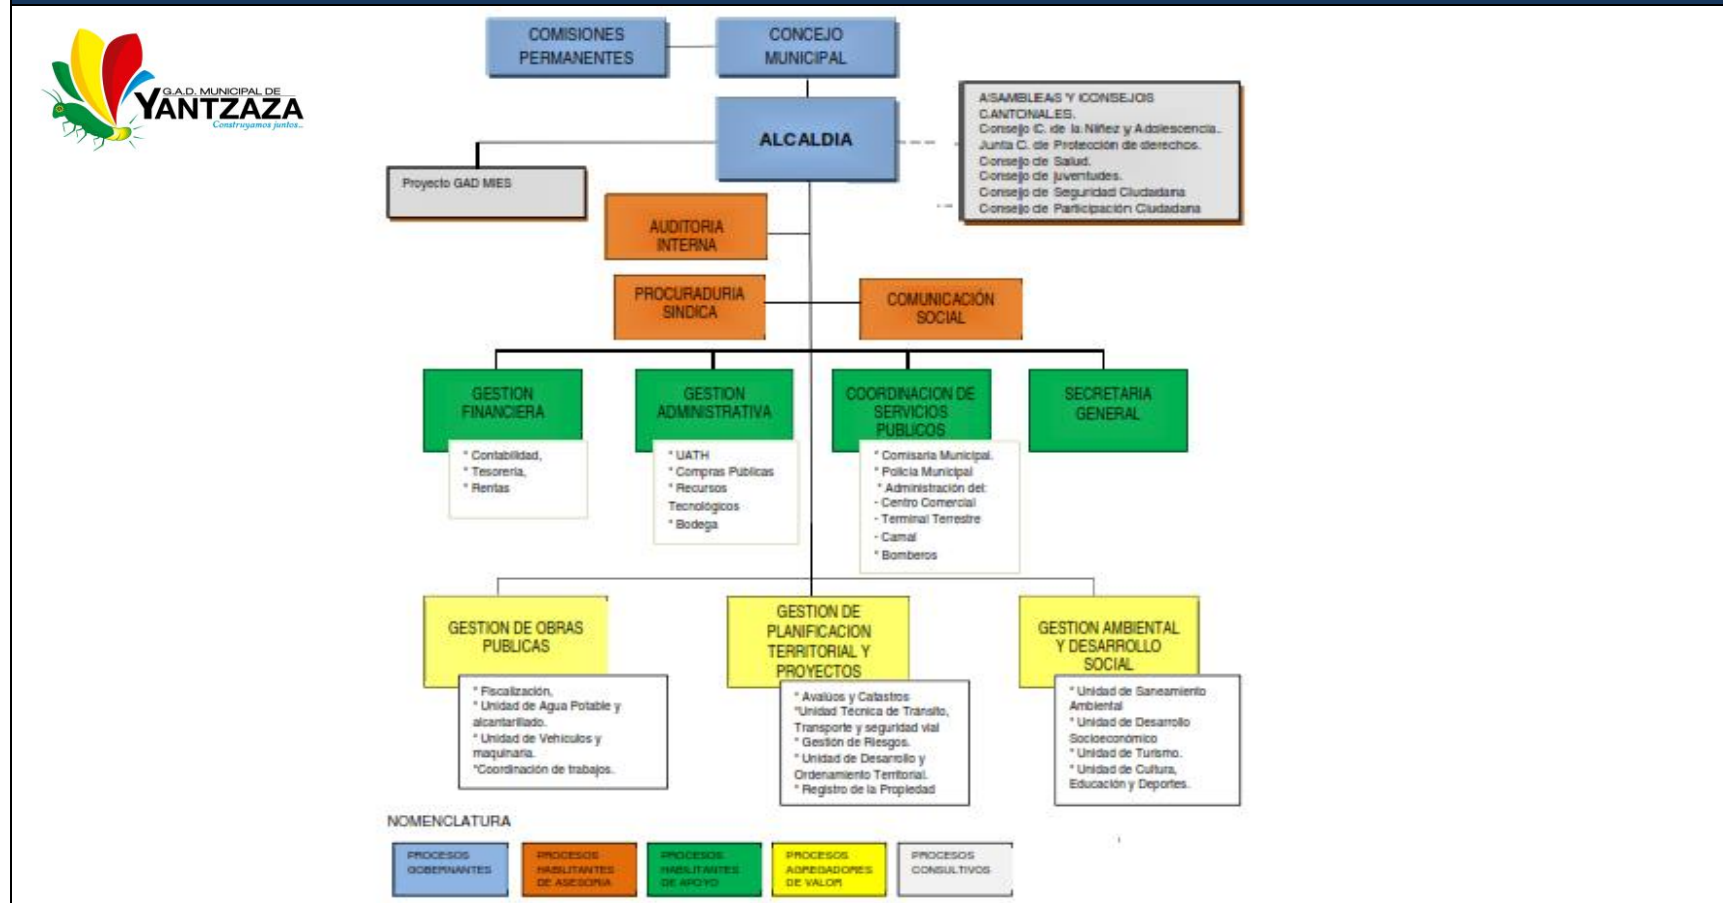 G.A.D. MUNICIPAL DE
YANTZAZA
Construyamos juntos...
COMISIONES
PERMANENTES
CONCEJO
MUNICIPAL
ALCALDIA
ASAMBLEAS Y CONSEJOS
CANTONALES.
Consejo C. de la Niñez y Adolescencia.
Junta C. de Protección de derechos.
Consejo de Salud.
Consejo de juventudes.
Consejo de Seguridad Ciudadana
Consejo de Participación Ciudadana
Proyecto GAD MIES
AUDITORIA
INTERNA
PROCURADURIA
SINDICA
COMUNICACIÓN
SOCIAL
GESTION
FINANCIERA
* Contabilidad,
* Tesorería,
* Rentas
GESTION
ADMINISTRATIVA
* UATH
* Compras Públicas
* Recursos
Tecnológicos
* Bodega
COORDINACION DE
SERVICIOS
PUBLICOS
* Comisaria Municipal.
* Policía Municipal
* Administración del:
- Centro Comercial
- Terminal Terrestre
- Camal
* Bomberos
SECRETARIA
GENERAL
GESTION DE OBRAS
PUBLICAS
* Fiscalización,
* Unidad de Agua Potable y
alcantarillado.
* Unidad de Vehículos y
maquinaria.
*Coordinación de trabajos.
GESTION DE
PLANIFICACION
TERRITORIAL Y
PROYECTOS
* Avalúos y Catastros
*Unidad Técnica de Tránsito,
Transporte y seguridad vial
* Gestión de Riesgos.
* Unidad de Desarrollo y
Ordenamiento Territorial.
* Registro de la Propiedad
GESTION AMBIENTAL
Y DESARROLLO
SOCIAL
* Unidad de Saneamiento
Ambiental
* Unidad de Desarrollo
Socioeconómico
* Unidad de Turismo.
* Unidad de Cultura,
Educación y Deportes.
NOMENCLATURA
PROCESOS
GOBERNANTES
PROCESOS
HABILITANTES
DE ASESORIA
PROCESOS
HABILITANTES
DE APOYO
PROCESOS
AGREGADORES
DE VALOR
PROCESOS
CONSULTIVOS